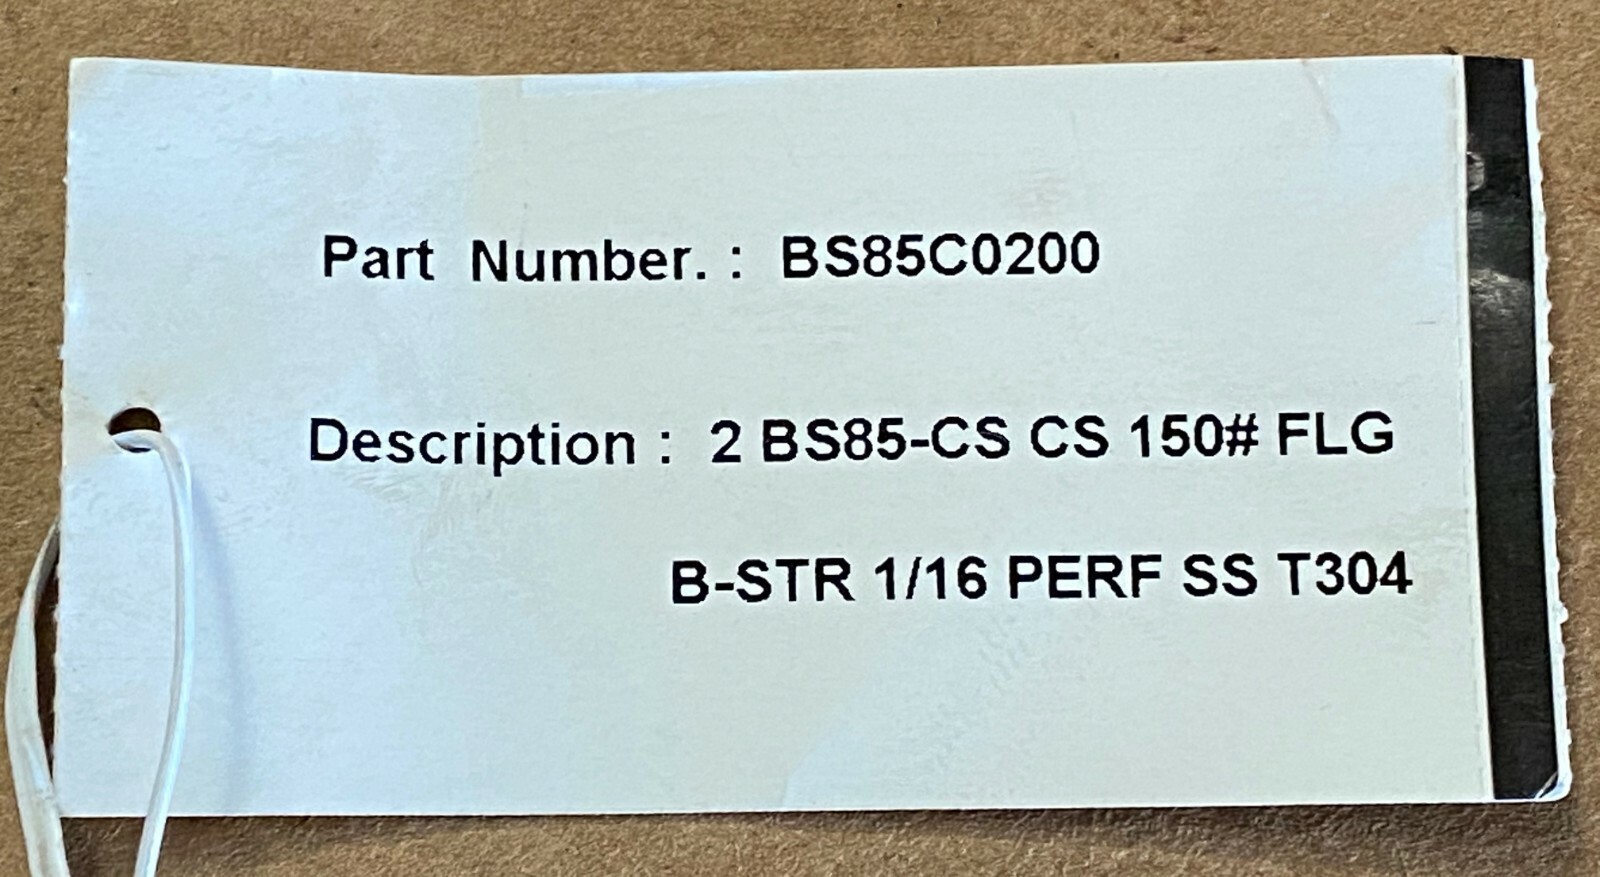 Part Number. : BS85C0200
Description : 2 BS85-CS CS 150# FLG
B-STR 1/16 PERF SS T304